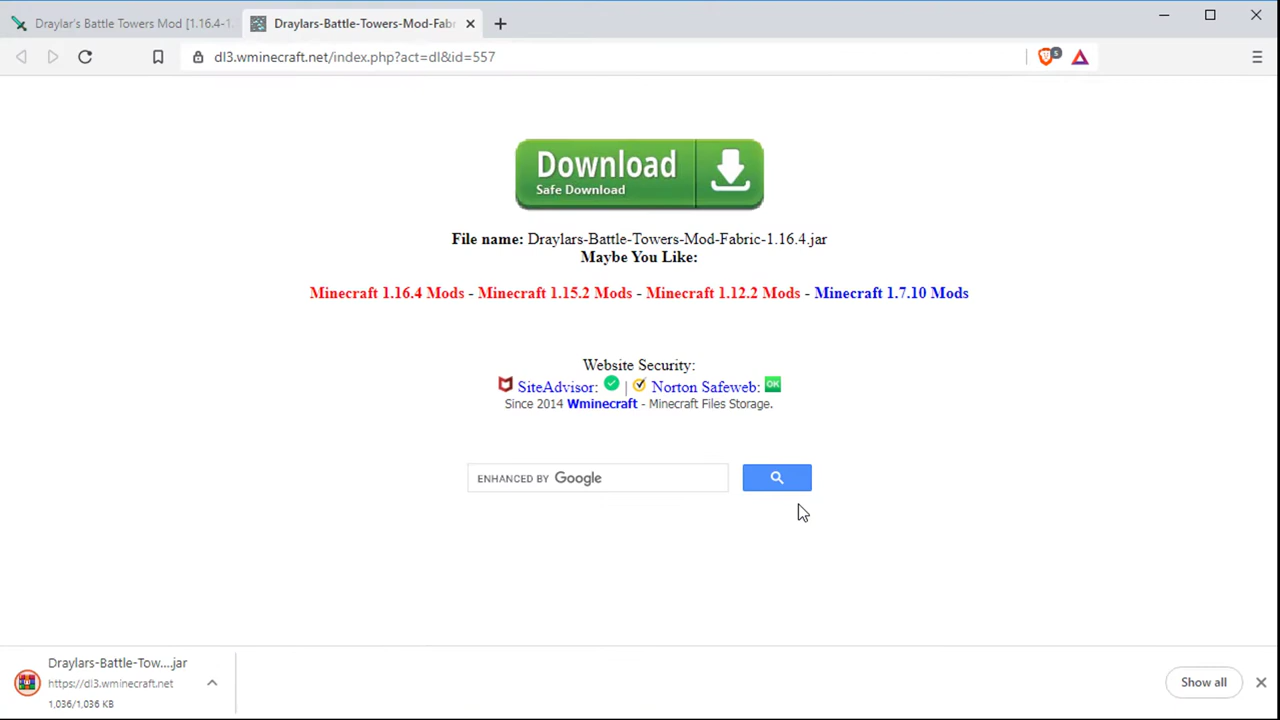 Draylar's Battle Towers Mod [1.16.4-1.
Draylars-Battle-Towers-Mod-Fabr
dl3.wminecraft.net/index.php?act=dl&id=557
5
Download
Safe Download
File name: Draylars-Battle-Towers-Mod-Fabric-1.16.4.jar
Maybe You Like:
Minecraft 1.16.4 Mods - Minecraft 1.15.2 Mods - Minecraft 1.12.2 Mods - Minecraft 1.7.10 Mods
Website Security:
SiteAdvisor: | Norton Safeweb: OK
Since 2014 Wminecraft - Minecraft Files Storage.
ENHANCED BY Google
Draylars-Battle-Tow....jar
https://dl3.wminecraft.net
1,036/1,036 KB
Show all